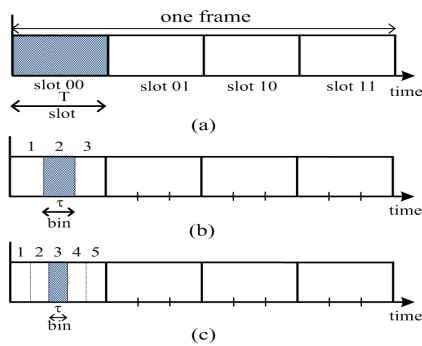 one frame
slot 00
slot 01
slot 10
slot 11
time
T
slot
(a)
1 2 3
τ
bin
time
(b)
1 2 3 4 5
τ
bin
time
(c)